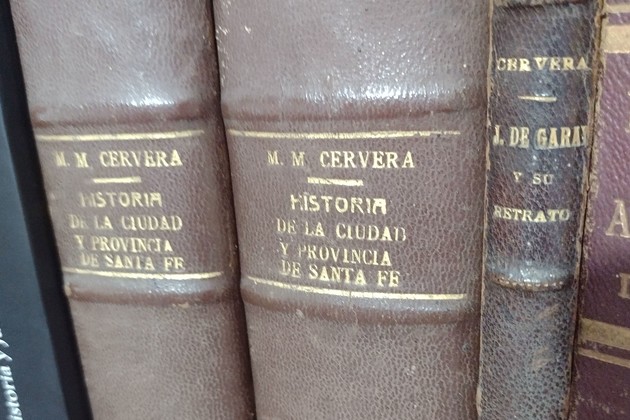 M. M. CERVERA
HISTORIA
DE LA CIUDAD
Y PROVINCIA
DE SANTA FE
M. M. CERVERA
HISTORIA
DE LA CIUDAD
Y PROVINCIA
DE SANTA FE
CERVERA
J. DE GARAY
Y SU
RETRATO
istoria y